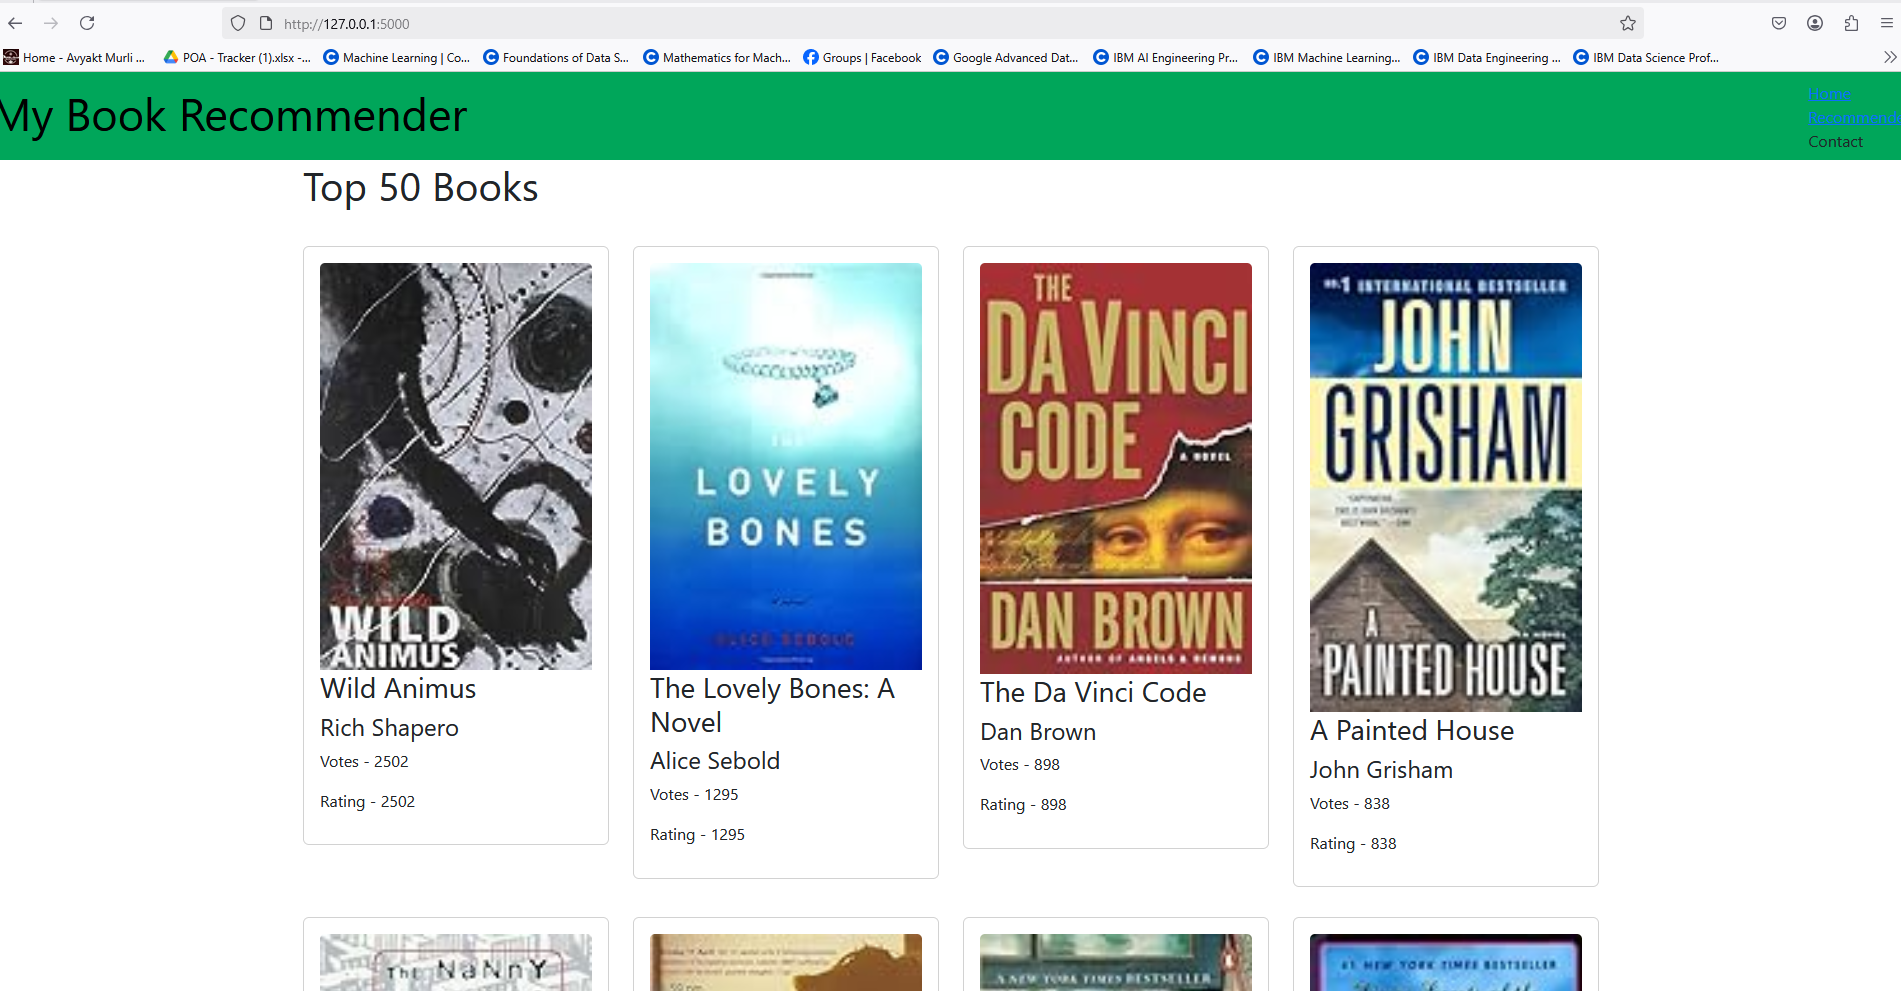 http://127.0.0.1:5000
Home - Avyakt Murli ... POA - Tracker (1).xlsx -... Machine Learning | Co... Foundations of Data S... Mathematics for Mach... Groups | Facebook Google Advanced Dat... IBM AI Engineering Pr... IBM Machine Learning... IBM Data Engineering ... IBM Data Science Prof...
My Book Recommender
Home
Recommende
Contact
Top 50 Books
WILD
ANIMUS
Wild Animus
Rich Shapero
Votes - 2502
Rating - 2502
THE
LOVELY
BONES
ALICE SEBOLD
The Lovely Bones: A
Novel
Alice Sebold
Votes - 1295
Rating - 1295
THE
DA VINCI
CODE
A NOVEL
DAN BROWN
AUTHOR OF ANGELS & DEMONS
The Da Vinci Code
Dan Brown
Votes - 898
Rating - 898
#1 INTERNATIONAL BESTSELLER
JOHN
GRISHAM
A
PAINTED HOUSE
A Painted House
John Grisham
Votes - 838
Rating - 838
THE NANNY
A NEW YORK TIMES BESTSELLER
#1 NEW YORK TIMES BESTSELLER